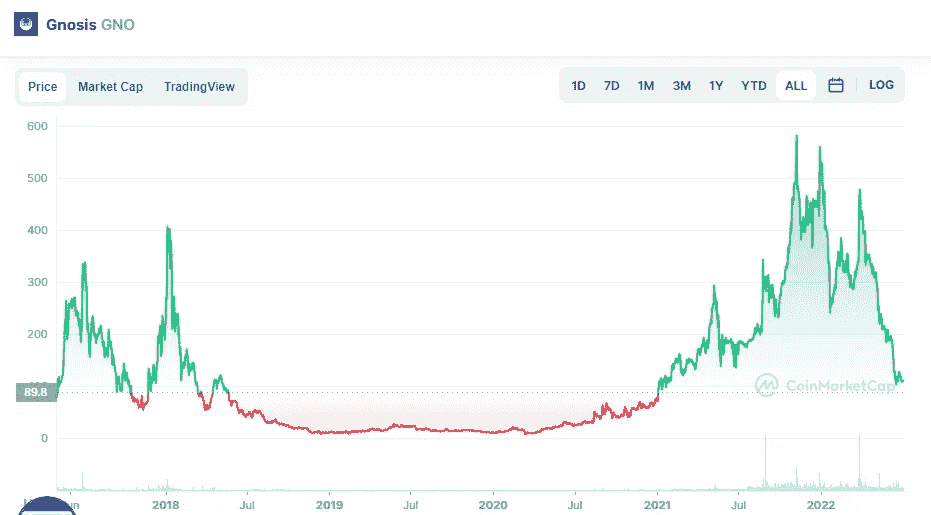 Gnosis GNO
Price Market Cap TradingView
1D 7D 1M 3M 1Y YTD ALL LOG
600
500
400
300
200
89.8
0
CoinMarketCap
2018 Jul 2019 Jul 2020 Jul 2021 Jul 2022